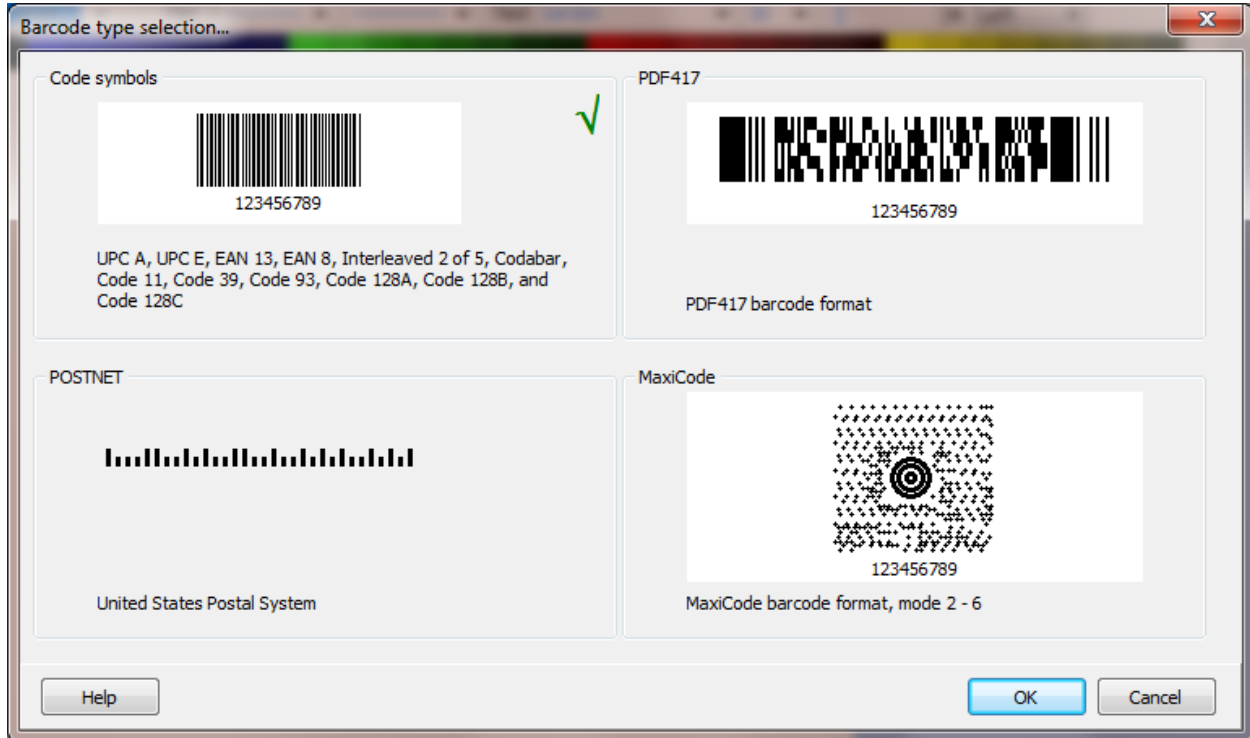 Barcode type selection...
Code symbols
123456789
UPC A, UPC E, EAN 13, EAN 8, Interleaved 2 of 5, Codabar,
Code 11, Code 39, Code 93, Code 128A, Code 128B, and
Code 128C
PDF417
123456789
PDF417 barcode format
POSTNET
United States Postal System
MaxiCode
123456789
MaxiCode barcode format, mode 2 - 6
Help
OK
Cancel